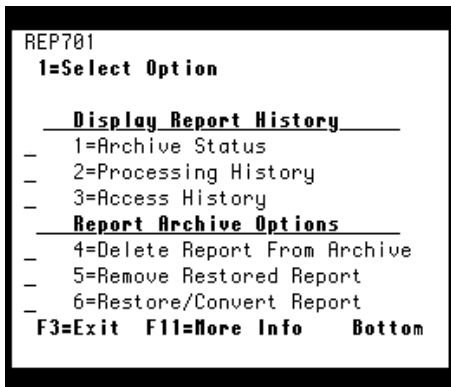 REP701
1=Select Option
Display Report History
_ 1=Archive Status
_ 2=Processing History
_ 3=Access History
Report Archive Options
_ 4=Delete Report From Archive
_ 5=Remove Restored Report
_ 6=Restore/Convert Report
F3=Exit F11=More Info Bottom